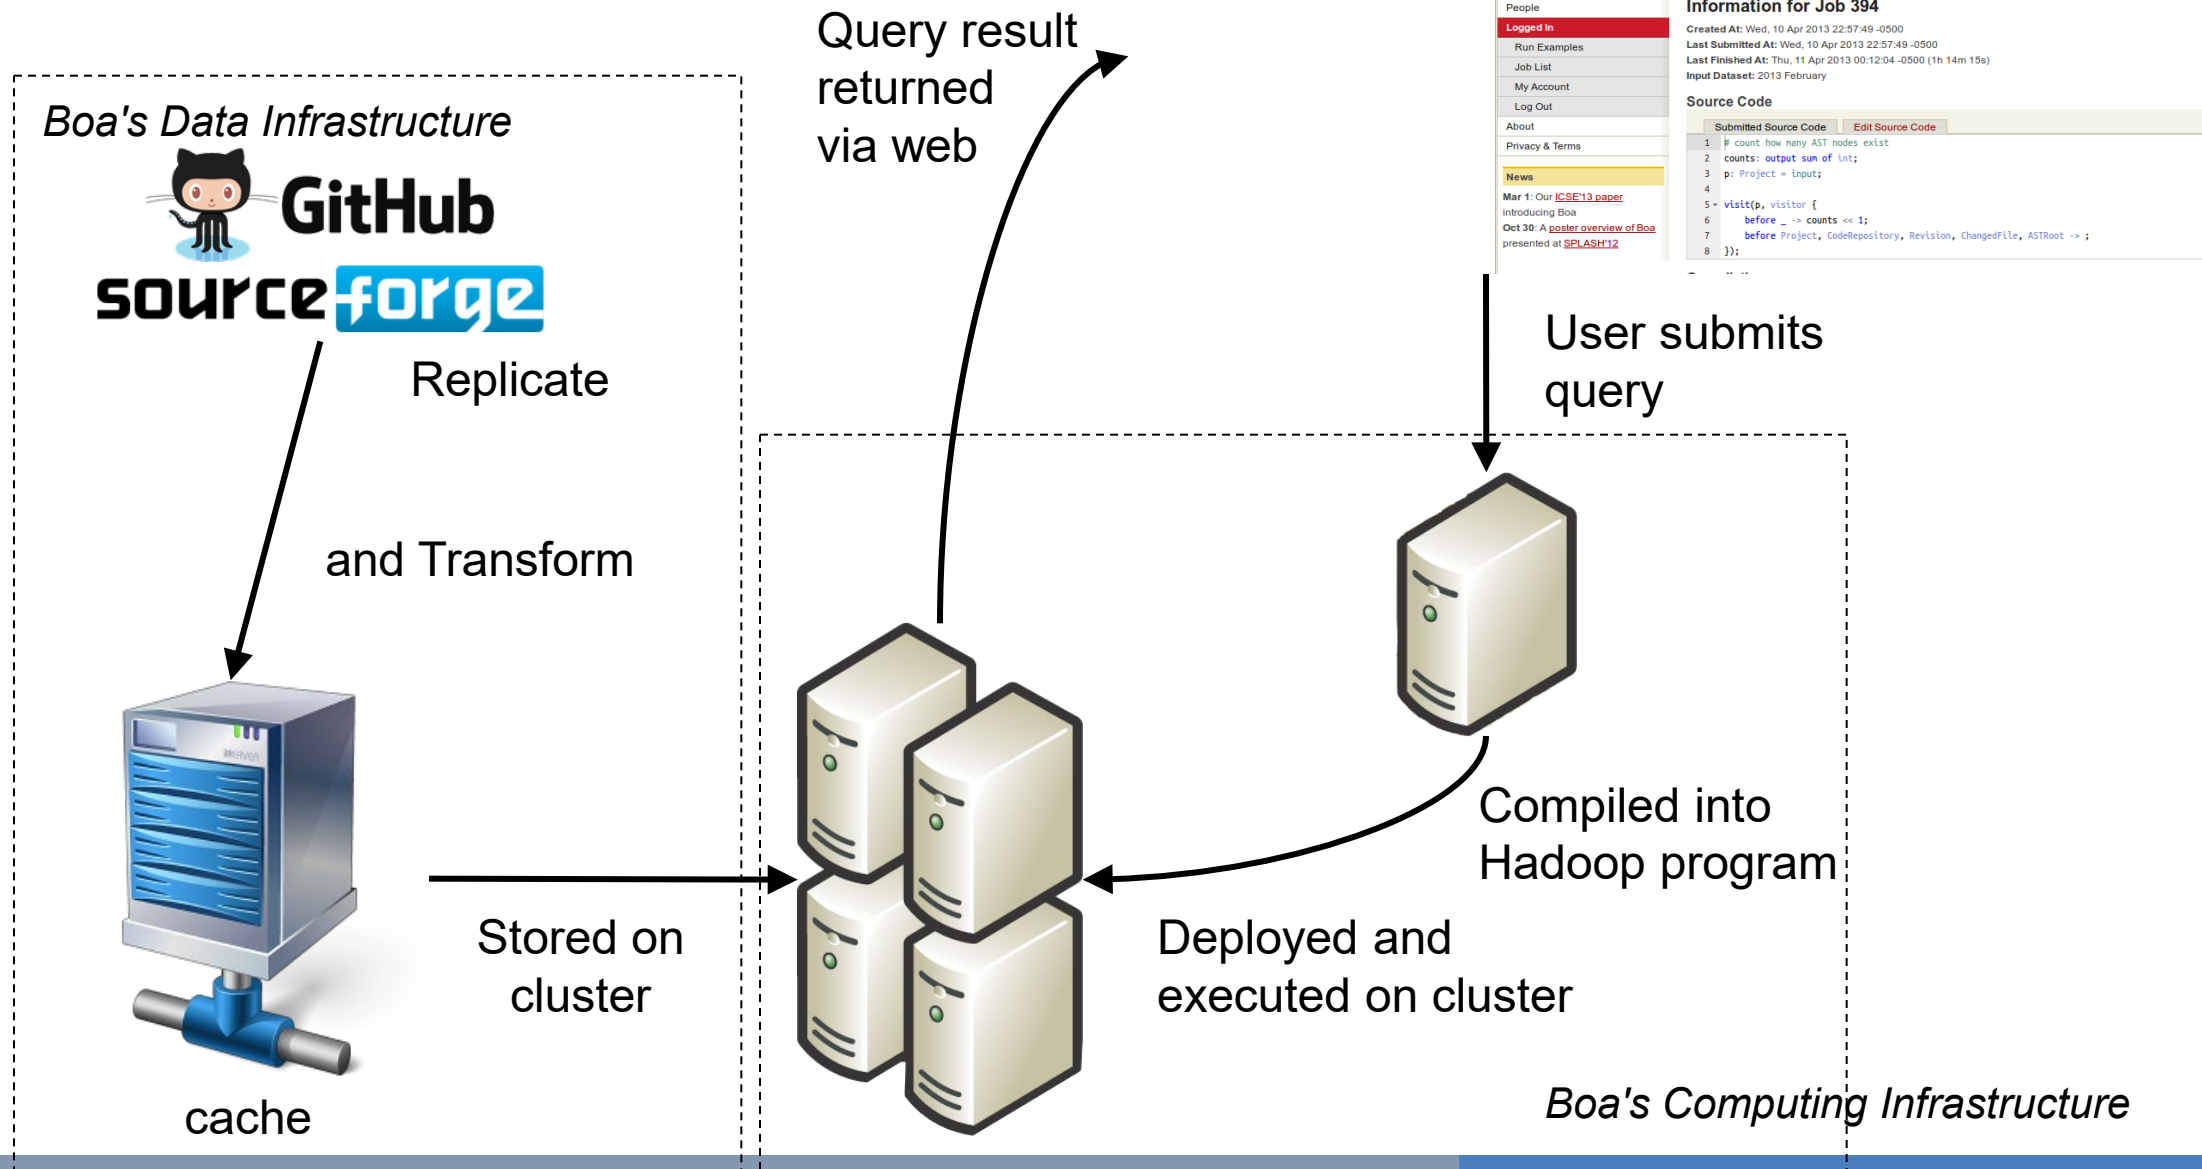 Boa's Data Infrastructure
GitHub
sourceforge
Replicate
and Transform
SERVER
cache
Stored on
cluster
Query result
returned
via web
People
Logged In
Run Examples
Job List
My Account
Log Out
About
Privacy & Terms
News
Mar 1: Our ICSE'13 paper
introducing Boa
Oct 30: A poster overview of Boa
presented at SPLASH'12
Information for Job 394
Created At: Wed, 10 Apr 2013 22:57:49 -0500
Last Submitted At: Wed, 10 Apr 2013 22:57:49 -0500
Last Finished At: Thu, 11 Apr 2013 00:12:04 -0500 (1h 14m 15s)
Input Dataset: 2013 February
Source Code
Submitted Source Code Edit Source Code
1 # count how many AST nodes exist
2 counts: output sum of int;
3 p: Project = input;
4
5 visit(p, visitor {
6 before _ -> counts << 1;
7 before Project, CodeRepository, Revision, ChangedFile, ASTRoot -> ;
8 });
User submits
query
Compiled into
Hadoop program
Deployed and
executed on cluster
Boa's Computing Infrastructure